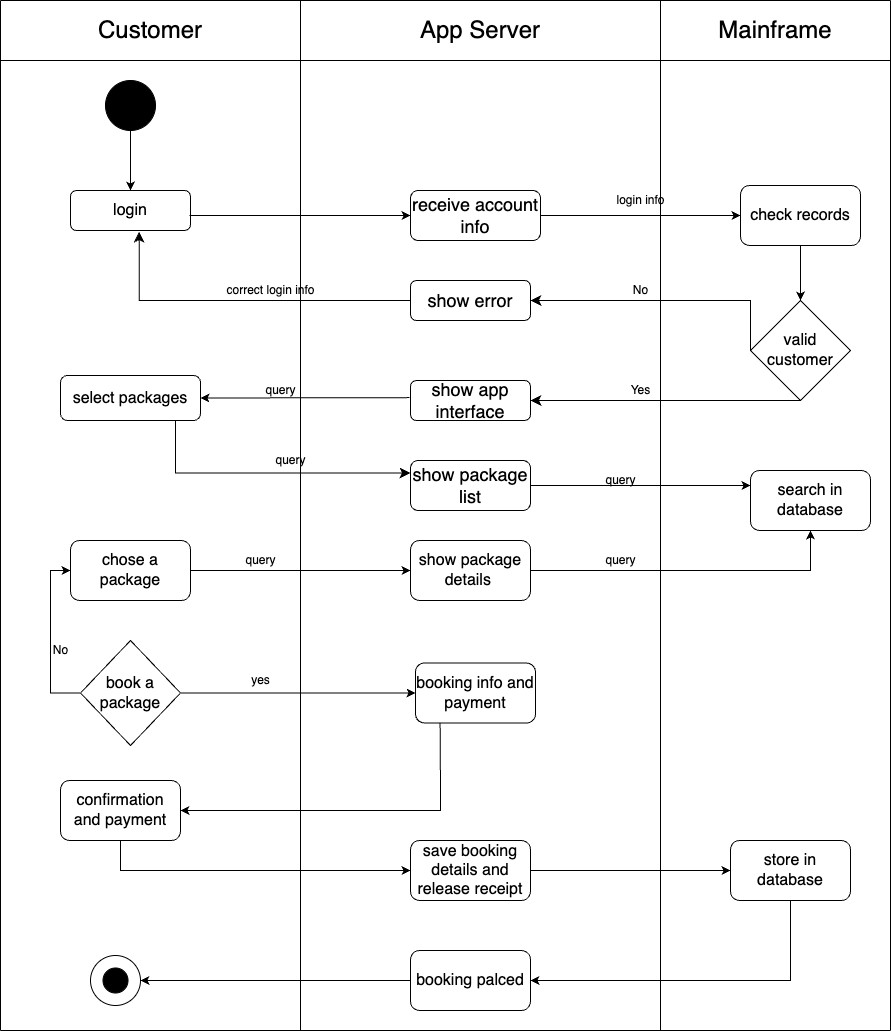 Customer
App Server
Mainframe
login
receive account
info
login info
check records
correct login info
show error
No
valid
customer
select packages
query
show app
interface
Yes
query
show package
list
query
search in
database
chose a
package
query
show package
details
query
No
book a
package
yes
booking info and
payment
confirmation
and payment
save booking
details and
release receipt
store in
database
booking palced